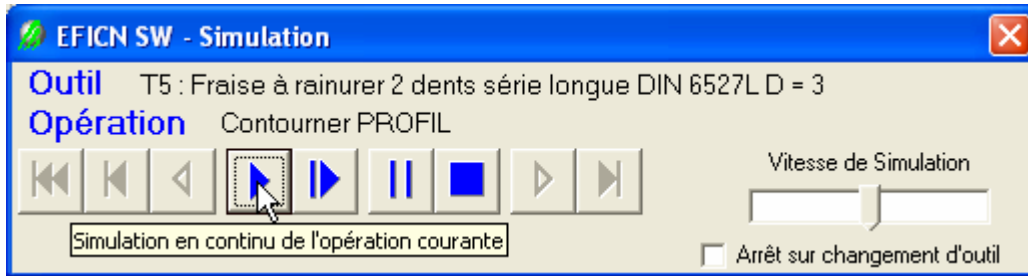 EFICN SW - Simulation
Outil T5 : Fraise à rainurer 2 dents série longue DIN 6527L D = 3
Opération Contourner PROFIL
Vitesse de Simulation
Simulation en continu de l'opération courante
Arrêt sur changement d'outil